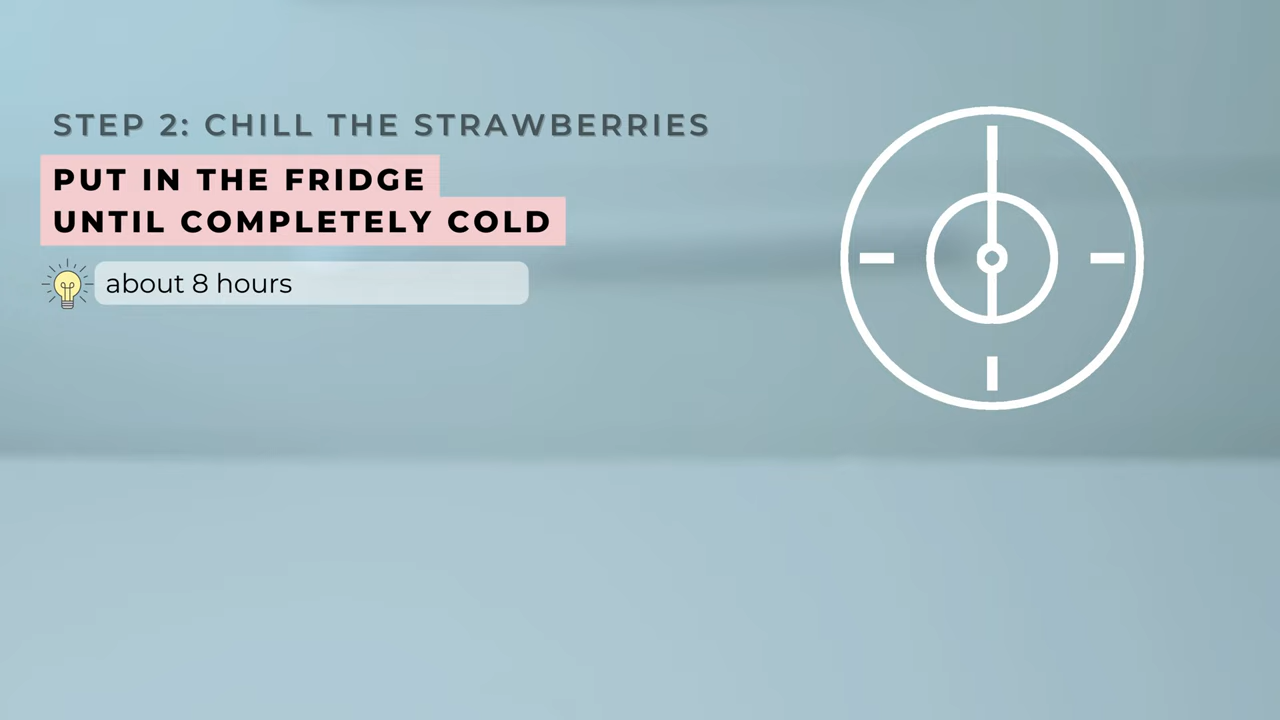 STEP 2: CHILL THE STRAWBERRIES
PUT IN THE FRIDGE
UNTIL COMPLETELY COLD
about 8 hours